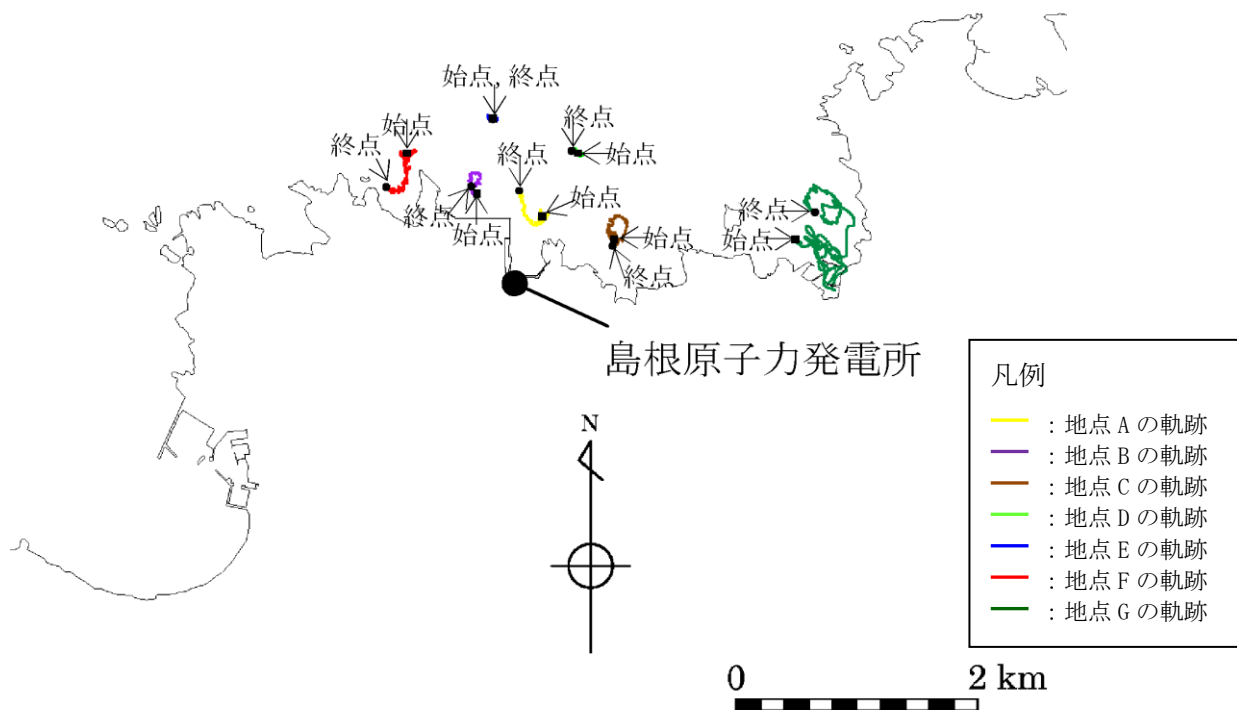 始点，終点
終点
始点
始点
終点
終点
始点
終点
始点
始点
終点
終点
始点
島根原子力発電所
凡例
：地点 A の軌跡
：地点 B の軌跡
：地点 C の軌跡
：地点 D の軌跡
：地点 E の軌跡
：地点 F の軌跡
：地点 G の軌跡
N
0 2 km